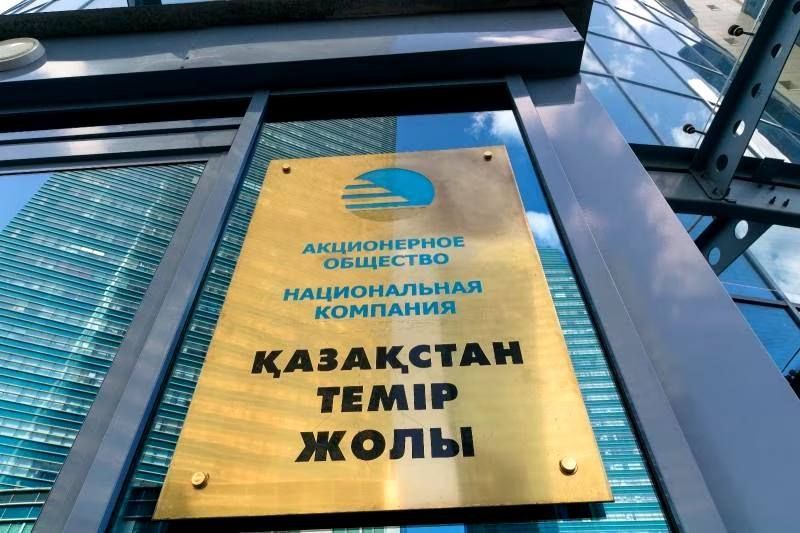 АКЦИОНЕРНОЕ
ОБЩЕСТВО
НАЦИОНАЛЬНАЯ
КОМПАНИЯ
ҚАЗАҚСТАН
ТЕМІР
ЖОЛЫ